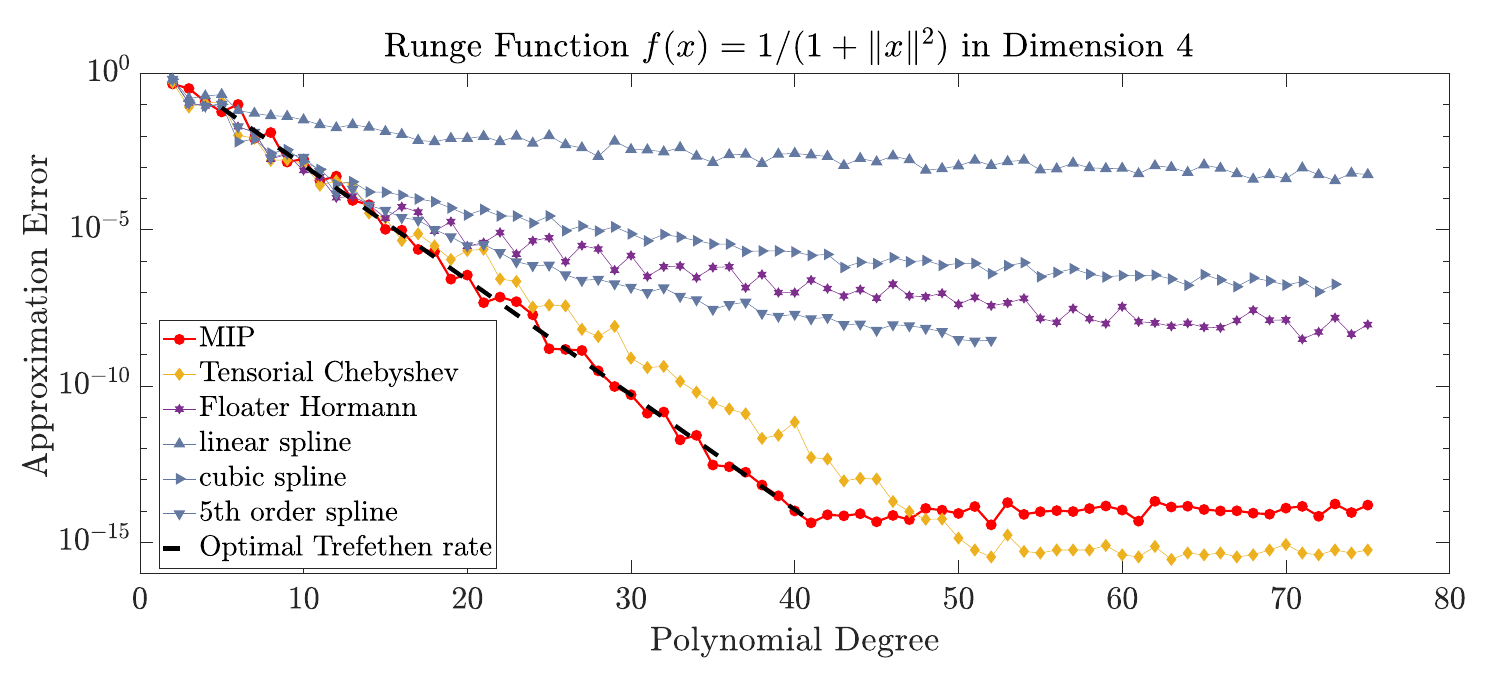 Runge Function f(x) = 1/(1 + ‖x‖²) in Dimension 4
10⁰
10⁻⁵
10⁻¹⁰
10⁻¹⁵
Approximation Error
MIP
Tensorial Chebyshev
Floater Hormann
linear spline
cubic spline
5th order spline
Optimal Trefethen rate
0 10 20 30 40 50 60 70 80
Polynomial Degree